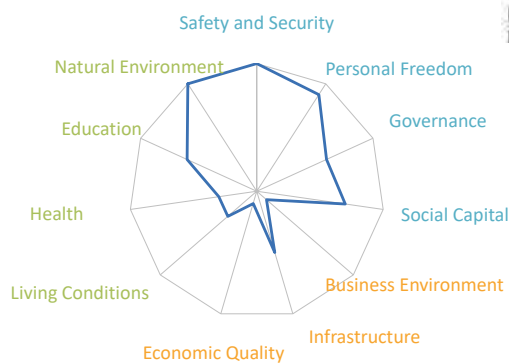 Safety and Security
Natural Environment
Personal Freedom
Education
Governance
Health
Social Capital
Living Conditions
Business Environment
Infrastructure
Economic Quality